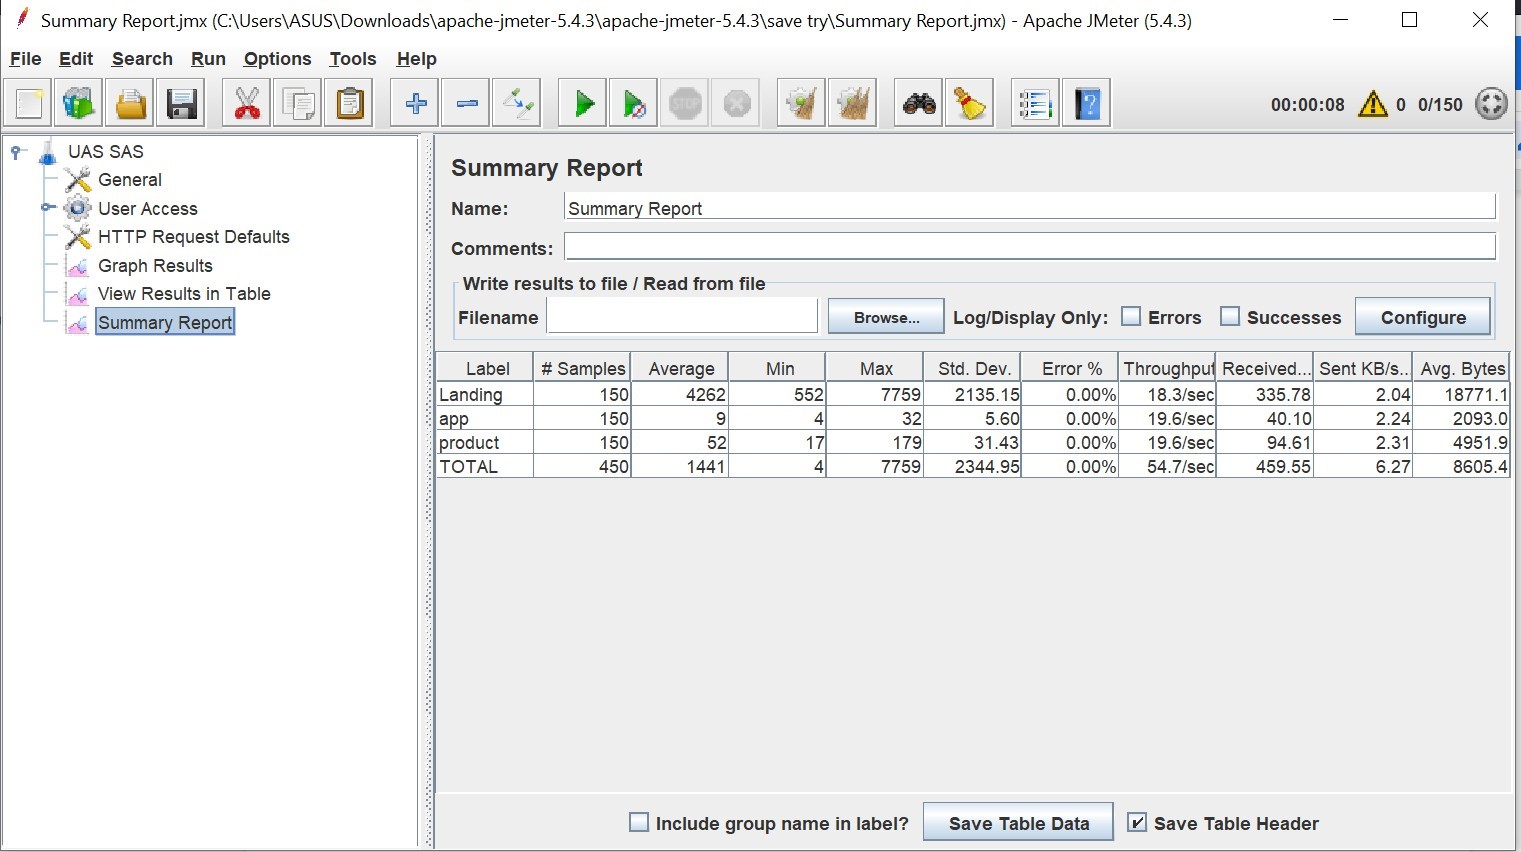 Summary Report.jmx (C:\Users\ASUS\Downloads\apache-jmeter-5.4.3\apache-jmeter-5.4.3\save try\Summary Report.jmx) - Apache JMeter (5.4.3)
File Edit Search Run Options Tools Help
STOP
00:00:08 0 0/150
UAS SAS
General
User Access
HTTP Request Defaults
Graph Results
View Results in Table
Summary Report
Summary Report
Name: Summary Report
Comments:
Write results to file / Read from file
Filename Browse... Log/Display Only: Errors Successes Configure
Label # Samples Average Min Max Std. Dev. Error % Throughput Received... Sent KB/s... Avg. Bytes
Landing 150 4262 552 7759 2135.15 0.00% 18.3/sec 335.78 2.04 18771.1
app 150 9 4 32 5.60 0.00% 19.6/sec 40.10 2.24 2093.0
product 150 52 17 179 31.43 0.00% 19.6/sec 94.61 2.31 4951.9
TOTAL 450 1441 4 7759 2344.95 0.00% 54.7/sec 459.55 6.27 8605.4
Include group name in label? Save Table Data Save Table Header